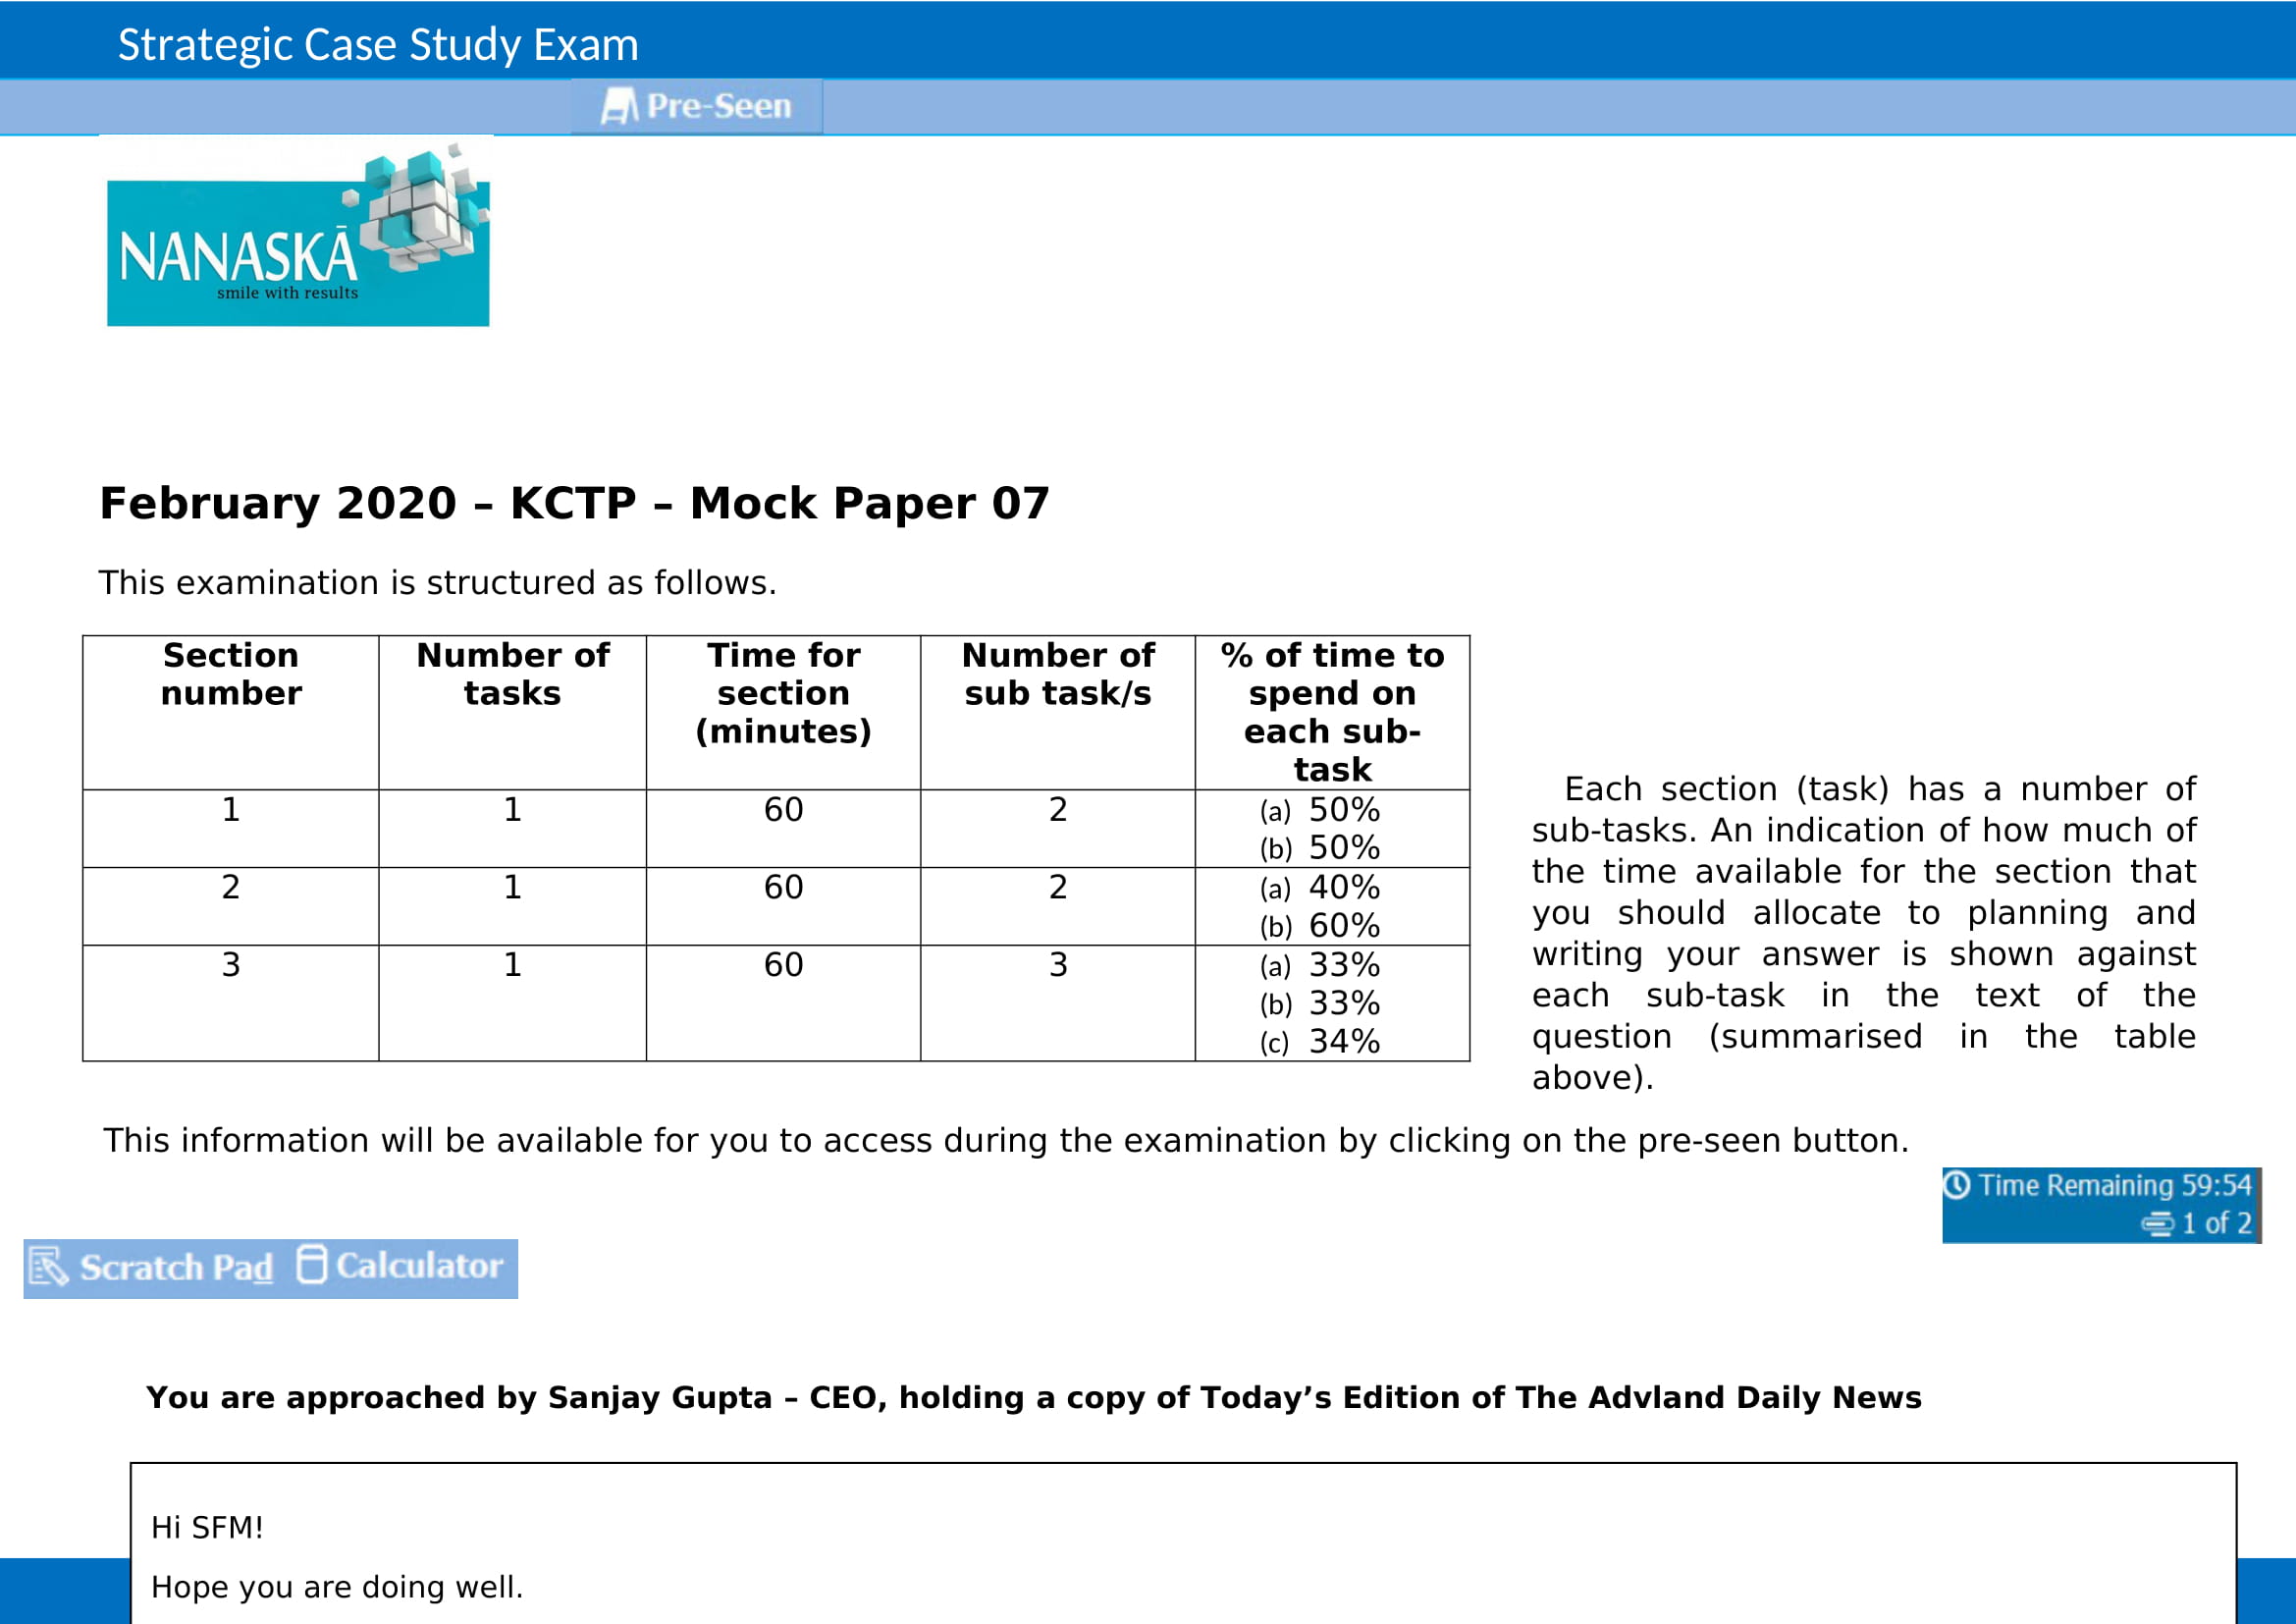 Strategic Case Study Exam
Pre-Seen
NANASKĀ
smile with results
February 2020 – KCTP – Mock Paper 07
This examination is structured as follows.
Section number | Number of tasks | Time for section (minutes) | Number of sub task/s | % of time to spend on each sub-task
1 | 1 | 60 | 2 | (a) 50%
(b) 50%
2 | 1 | 60 | 2 | (a) 40%
(b) 60%
3 | 1 | 60 | 3 | (a) 33%
(b) 33%
(c) 34%
Each section (task) has a number of
sub-tasks. An indication of how much of
the time available for the section that
you should allocate to planning and
writing your answer is shown against
each sub-task in the text of the
question (summarised in the table
above).
This information will be available for you to access during the examination by clicking on the pre-seen button.
Time Remaining 59:54
1 of 2
Scratch Pad Calculator
You are approached by Sanjay Gupta – CEO, holding a copy of Today’s Edition of The Advland Daily News
Hi SFM!
Hope you are doing well.